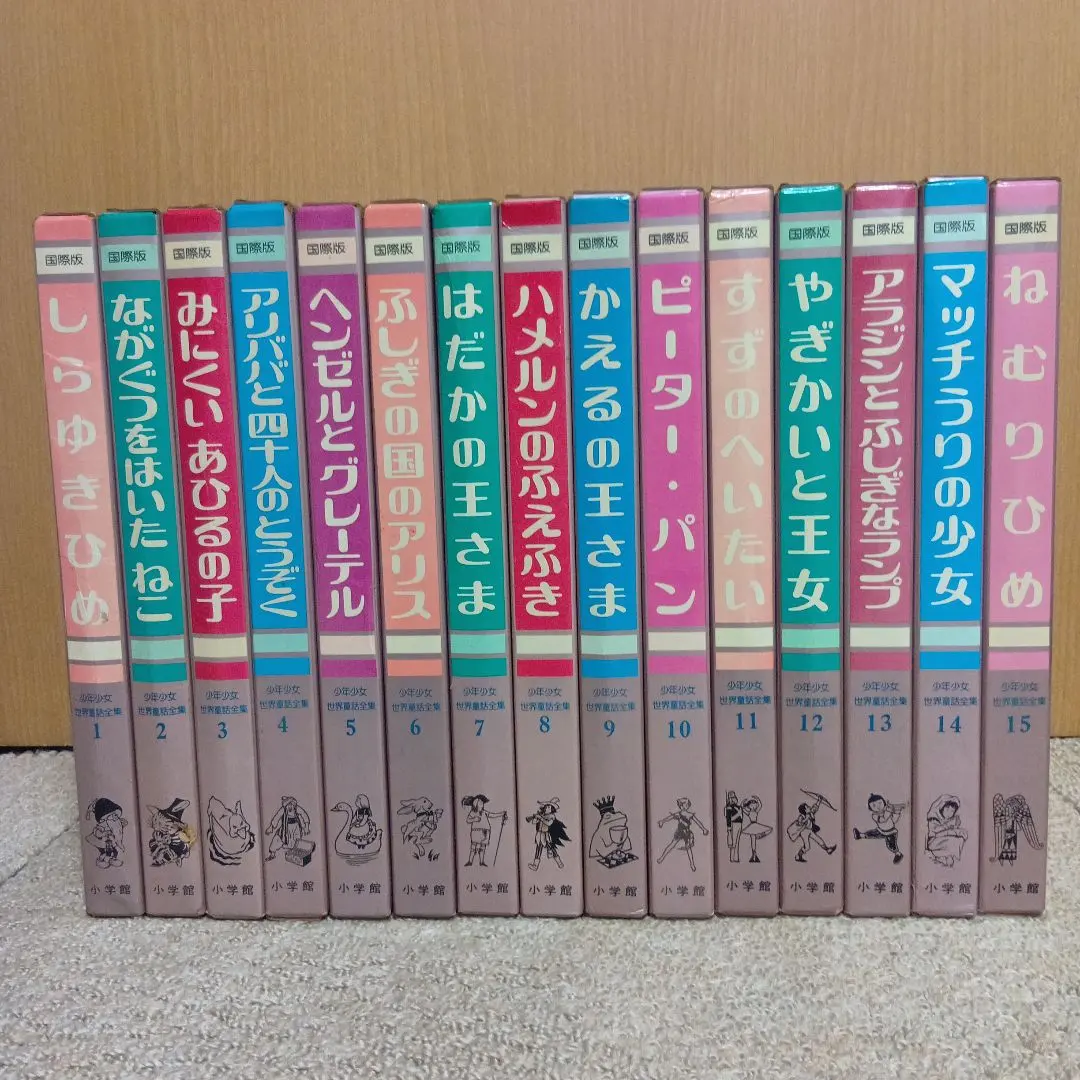 国際版
しらゆきひめ
少年少女
世界童話全集
1
小学館
国際版
ながぐつをはいた ねこ
少年少女
世界童話全集
2
小学館
国際版
みにくい あひるの子
少年少女
世界童話全集
3
小学館
国際版
アリババと四十人のとうぞく
少年少女
世界童話全集
4
小学館
国際版
ヘンゼルとグレーテル
少年少女
世界童話全集
5
小学館
国際版
ふしぎの国のアリス
少年少女
世界童話全集
6
小学館
国際版
はだかの王さま
少年少女
世界童話全集
7
小学館
国際版
ハメルンのふえふき
少年少女
世界童話全集
8
小学館
国際版
かえるの王さま
少年少女
世界童話全集
9
小学館
国際版
ピーター・パン
少年少女
世界童話全集
10
小学館
国際版
すずのへいたい
少年少女
世界童話全集
11
小学館
国際版
やぎかいと王女
少年少女
世界童話全集
12
小学館
国際版
アラジンとふしぎなランプ
少年少女
世界童話全集
13
小学館
国際版
マッチうりの少女
少年少女
世界童話全集
14
小学館
国際版
ねむりひめ
少年少女
世界童話全集
15
小学館